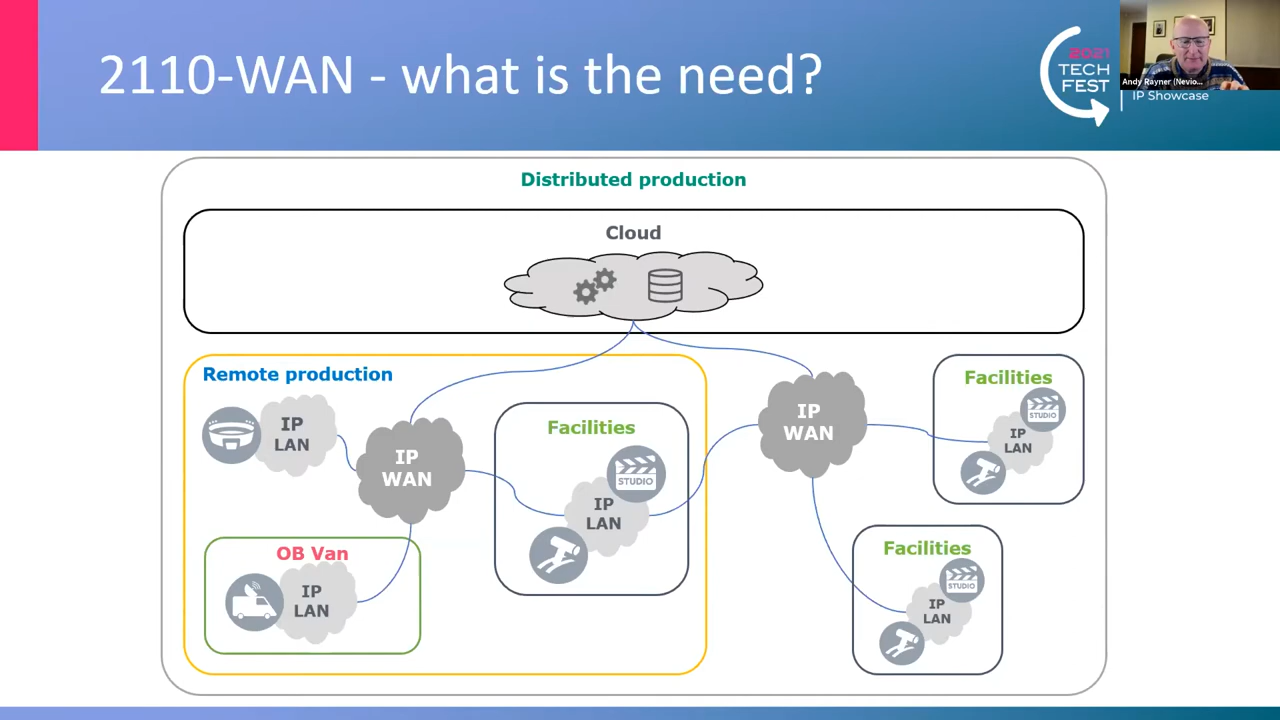 2110-WAN - what is the need?
2021
TECH
FEST
IP Showcase
Andy Rayner (Nevio...
Distributed production
Cloud
Remote production
IP
LAN
IP
WAN
OB Van
IP
LAN
Facilities
STUDIO
IP
LAN
IP
WAN
Facilities
STUDIO
IP
LAN
Facilities
STUDIO
IP
LAN